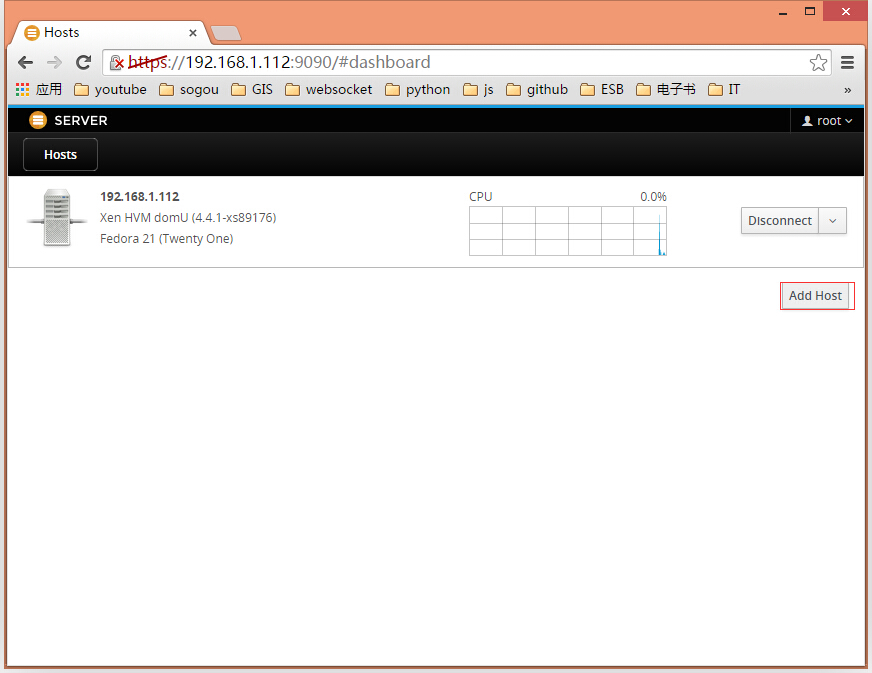 Hosts
https://192.168.1.112:9090/#dashboard
应用 youtube sogou GIS websocket python js github ESB 电子书 IT »
SERVER root
Hosts
192.168.1.112 CPU 0.0%
Xen HVM domU (4.4.1-xs89176) Disconnect
Fedora 21 (Twenty One)
Add Host